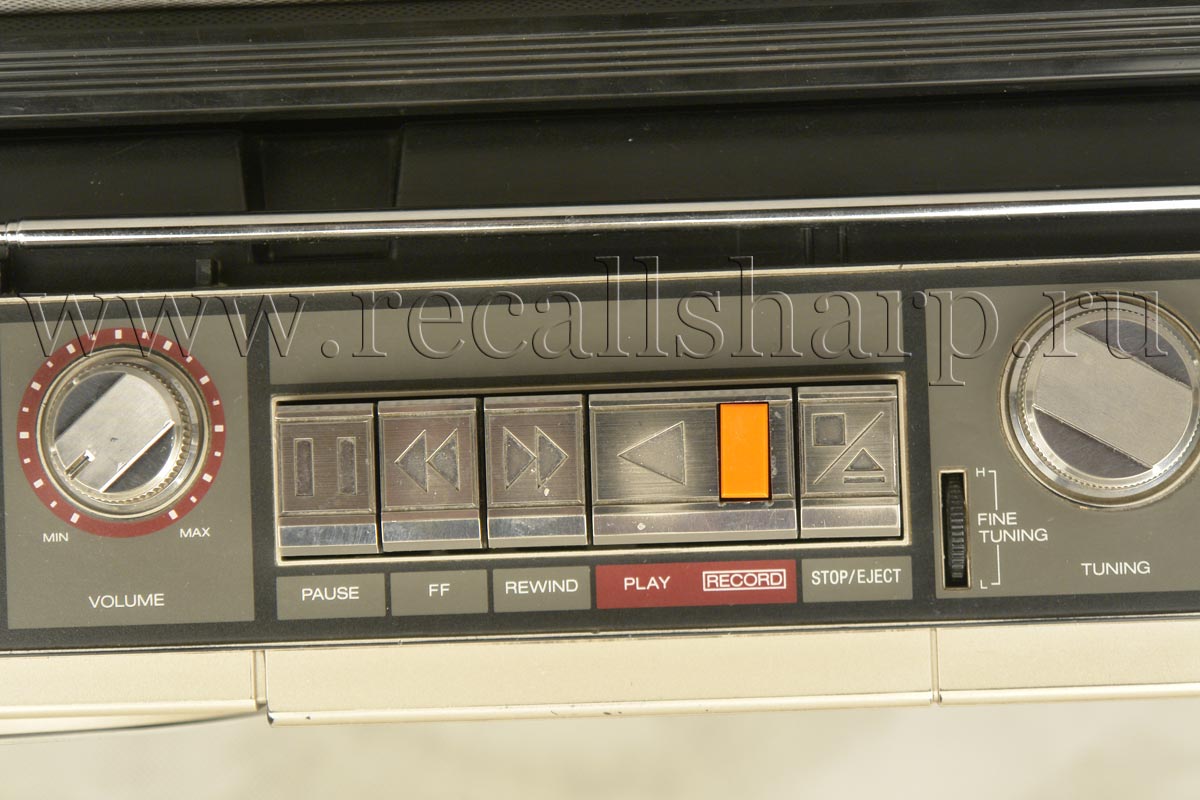 www.recallsharp.ru
MIN
MAX
VOLUME
PAUSE
FF
REWIND
PLAY
RECORD
STOP/EJECT
H
FINE
TUNING
L
TUNING